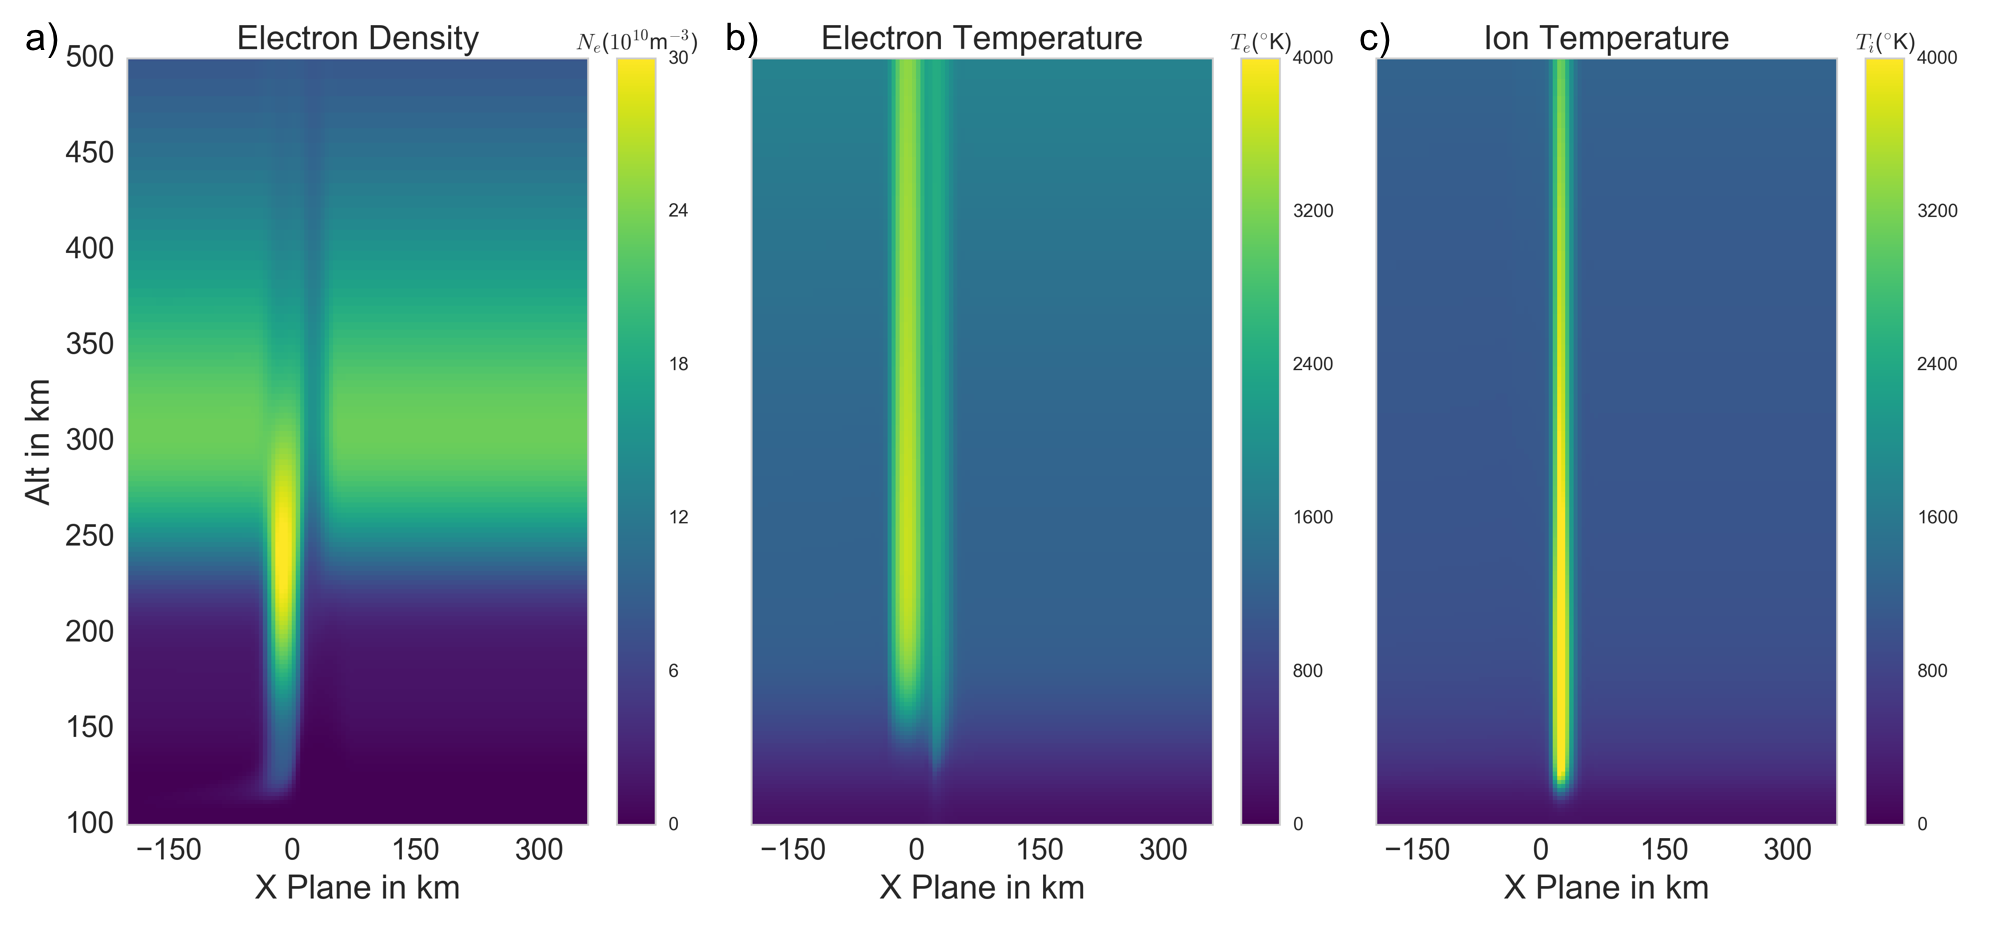 a) Electron Density N_e(10^10m^−3)
500
450
400
350
300
250
200
150
100
Alt in km
−150 0 150 300
X Plane in km
30
24
18
12
6
0
b) Electron Temperature T_e(°K)
−150 0 150 300
X Plane in km
4000
3200
2400
1600
800
0
c) Ion Temperature T_i(°K)
−150 0 150 300
X Plane in km
4000
3200
2400
1600
800
0